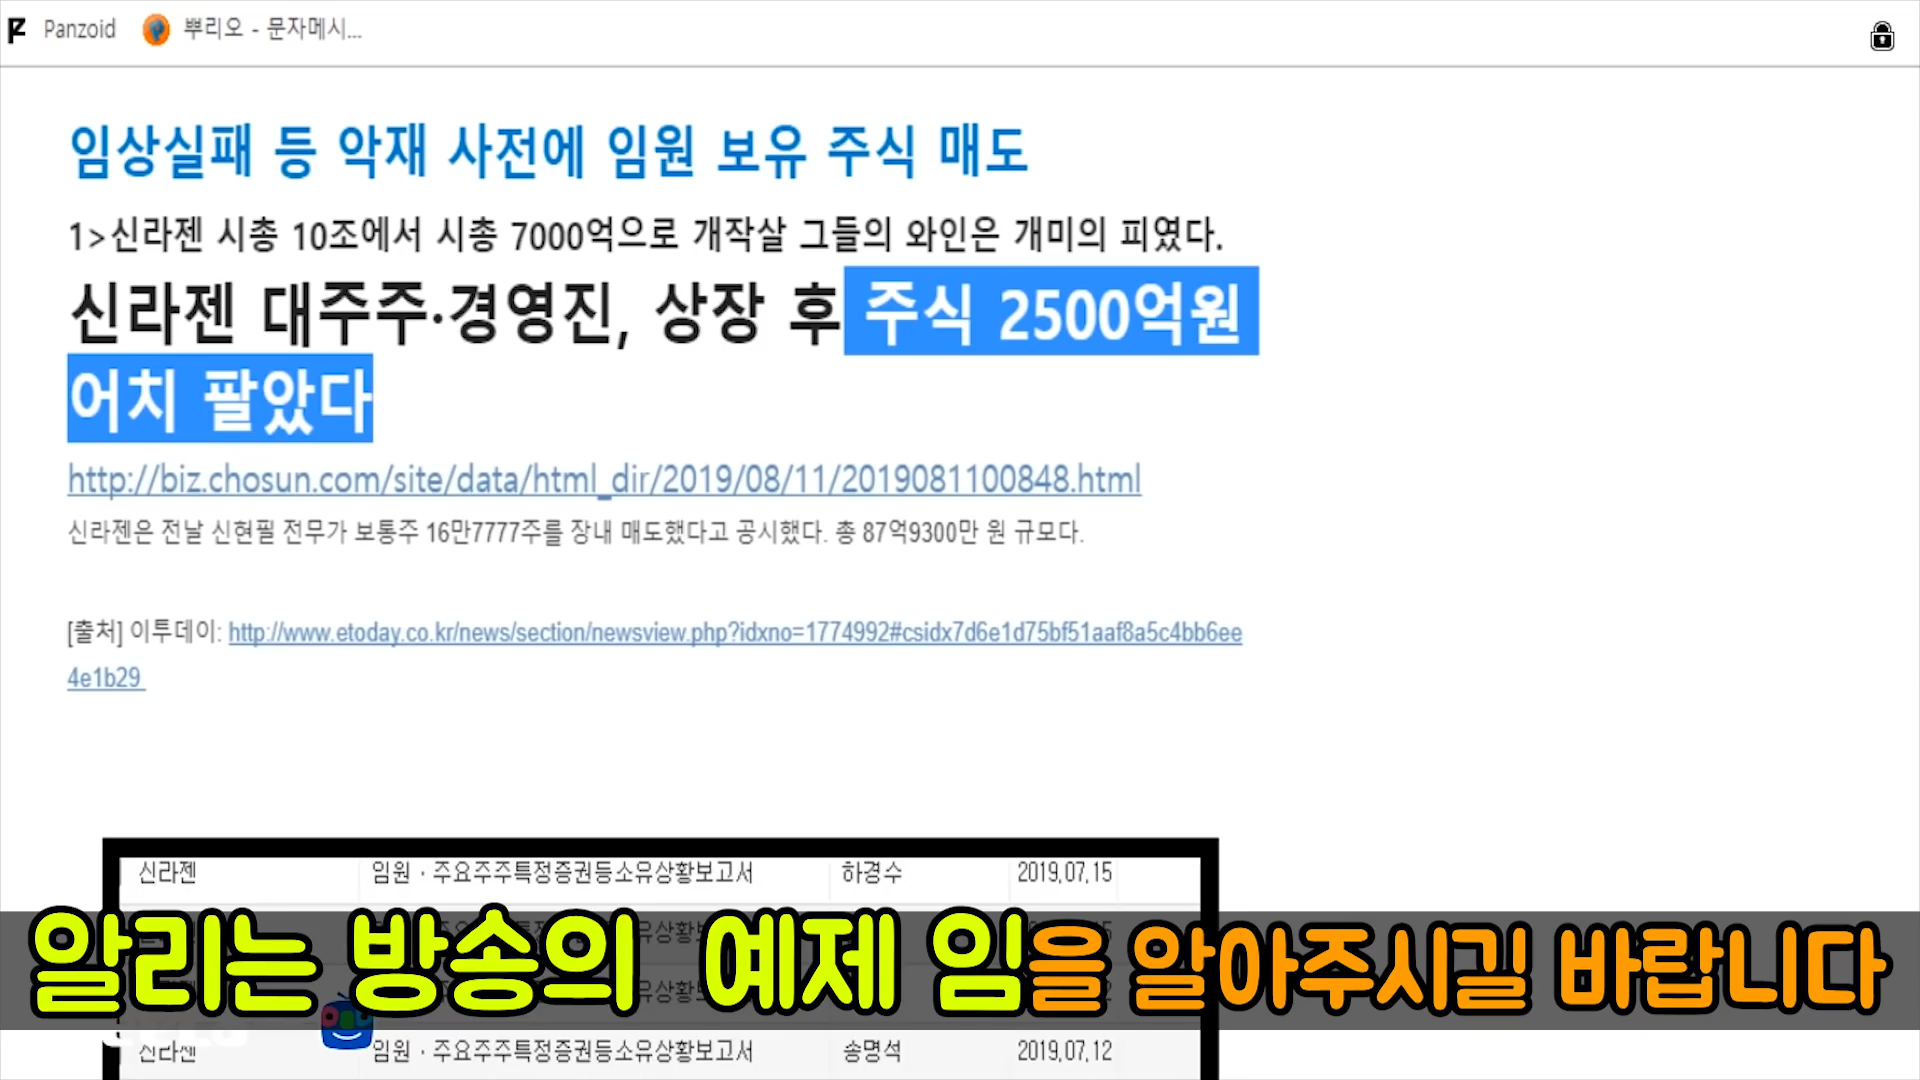 Panzoid 뿌리오 - 문자메시...
임상실패 등 악재 사전에 임원 보유 주식 매도
1>신라젠 시총 10조에서 시총 7000억으로 개작살 그들의 와인은 개미의 피였다.
신라젠 대주주·경영진, 상장 후 주식 2500억원
어치 팔았다
http://biz.chosun.com/site/data/html_dir/2019/08/11/2019081100848.html
신라젠은 전날 신현필 전무가 보통주 16만7777주를 장내 매도했다고 공시했다. 총 87억9300만 원 규모다.
[출처] 이투데이: http://www.etoday.co.kr/news/section/newsview.php?idxno=1774992#csidx7d6e1d75bf51aaf8a5c4bb6ee
4e1b29
신라젠 임원ㆍ주요주주특정증권등소유상황보고서 하경수 2019.07.15
알리는 방송의 예제 임을 알아주시길 바랍니다
신라젠 임원ㆍ주요주주특정증권등소유상황보고서 송명석 2019.07.12